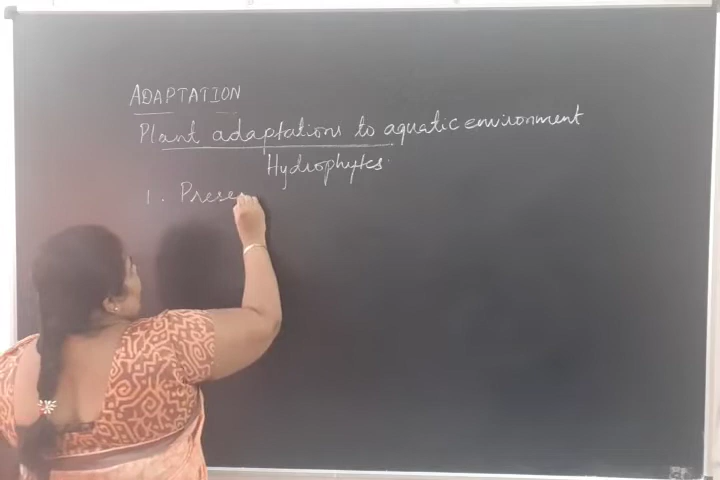 ADAPTATION
Plant adaptations to aquatic environment
Hydrophytes
1. Prese